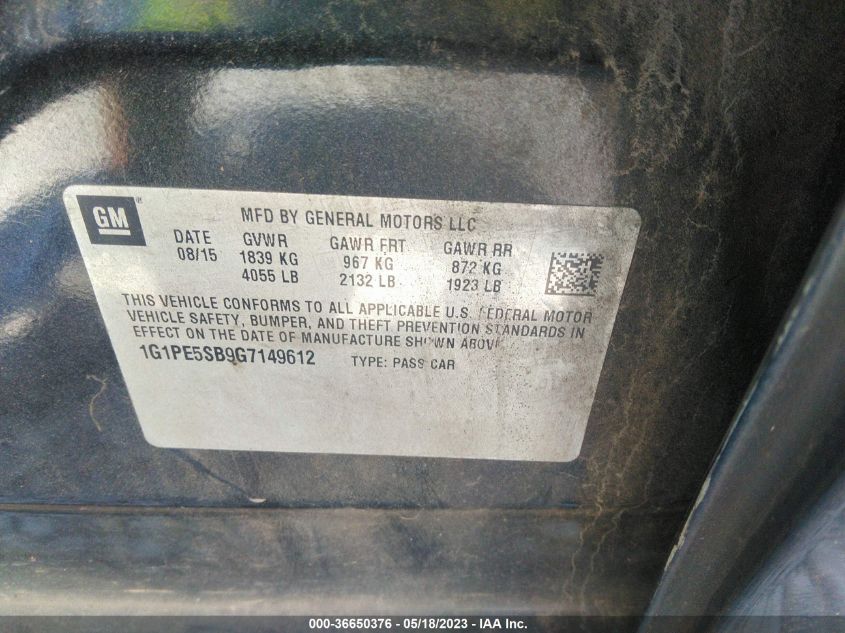 GM
MFD BY GENERAL MOTORS LLC
DATE GVWR GAWR FRT GAWR RR
08/15 1839 KG 967 KG 872 KG
4055 LB 2132 LB 1923 LB
THIS VEHICLE CONFORMS TO ALL APPLICABLE U.S. FEDERAL MOTOR
VEHICLE SAFETY, BUMPER, AND THEFT PREVENTION STANDARDS IN
EFFECT ON THE DATE OF MANUFACTURE SHOWN ABOVE.
1G1PE5SB9G7149612 TYPE: PASS CAR
000-36650376 - 05/18/2023 - © IAA Inc.